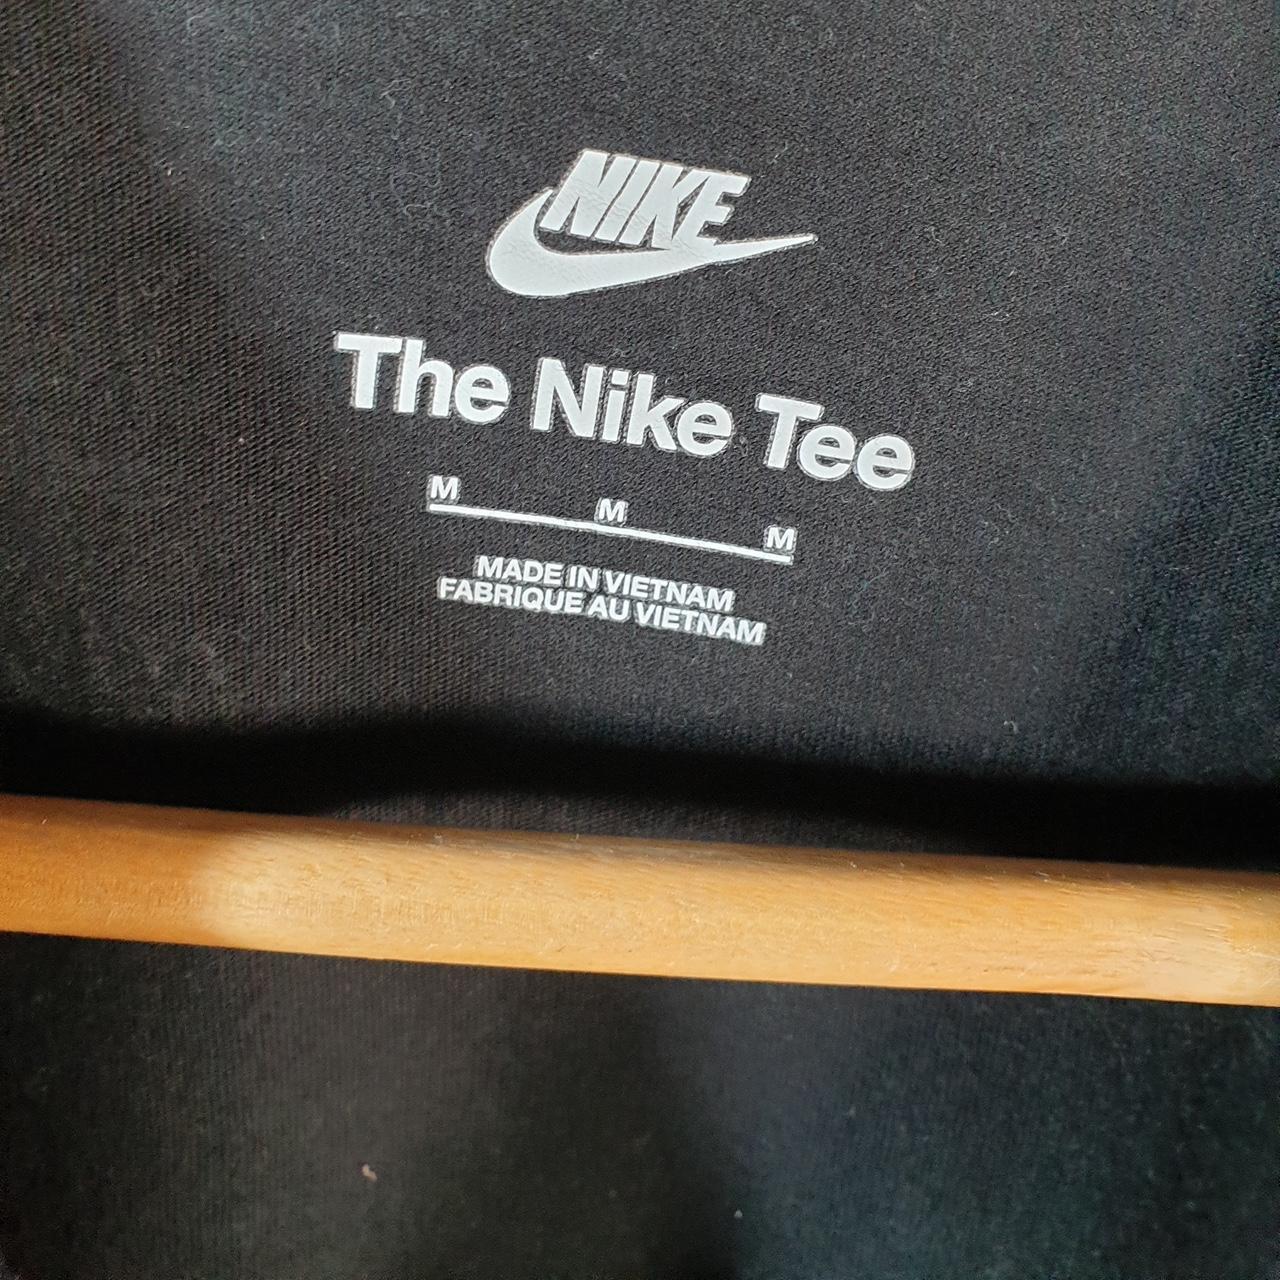 NIKE
The Nike Tee
M M M
MADE IN VIETNAM
FABRIQUE AU VIETNAM